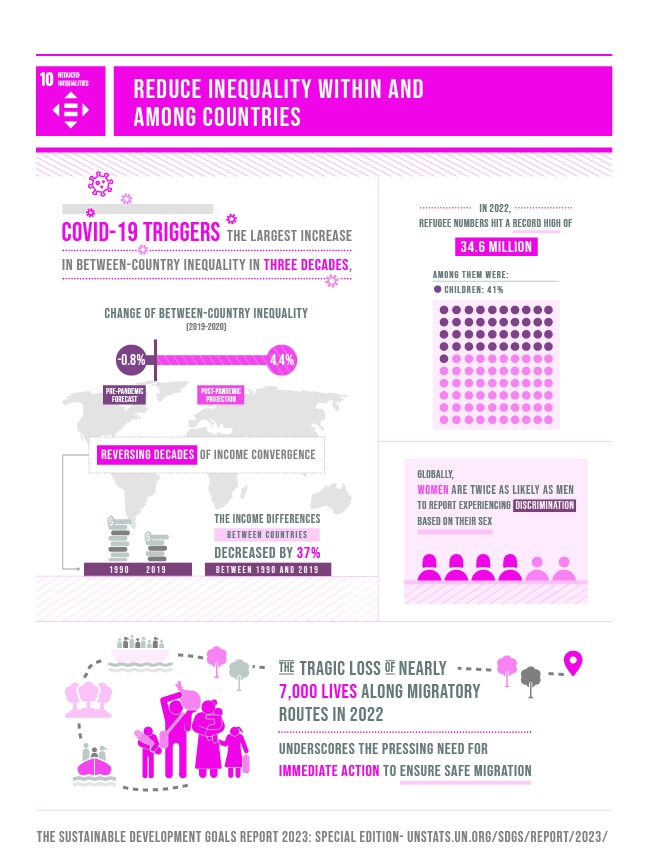 10 REDUCED
INEQUALITIES
REDUCE INEQUALITY WITHIN AND
AMONG COUNTRIES
COVID-19 TRIGGERS THE LARGEST INCREASE
IN BETWEEN-COUNTRY INEQUALITY IN THREE DECADES,
CHANGE OF BETWEEN-COUNTRY INEQUALITY
(2019-2020)
-0.8% 4.4%
PRE-PANDEMIC
FORECAST
POST-PANDEMIC
PROJECTION
REVERSING DECADES OF INCOME CONVERGENCE
$ $
1990 2019
THE INCOME DIFFERENCES
BETWEEN COUNTRIES
DECREASED BY 37%
BETWEEN 1990 AND 2019
IN 2022,
REFUGEE NUMBERS HIT A RECORD HIGH OF
34.6 MILLION
AMONG THEM WERE:
CHILDREN: 41%
GLOBALLY,
WOMEN ARE TWICE AS LIKELY AS MEN
TO REPORT EXPERIENCING DISCRIMINATION
BASED ON THEIR SEX
THE TRAGIC LOSS OF NEARLY
7,000 LIVES ALONG MIGRATORY
ROUTES IN 2022
UNDERSCORES THE PRESSING NEED FOR
IMMEDIATE ACTION TO ENSURE SAFE MIGRATION
THE SUSTAINABLE DEVELOPMENT GOALS REPORT 2023: SPECIAL EDITION- UNSTATS.UN.ORG/SDGS/REPORT/2023/